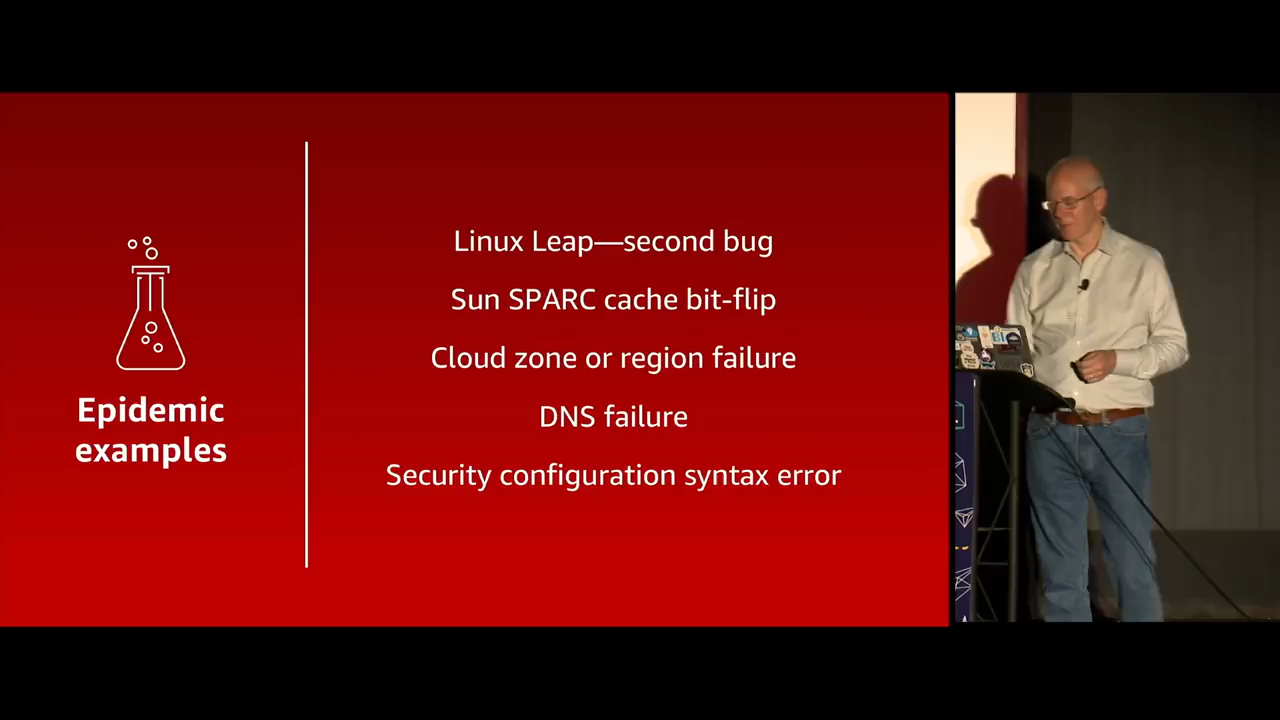 Epidemic
examples
Linux Leap—second bug
Sun SPARC cache bit-flip
Cloud zone or region failure
DNS failure
Security configuration syntax error